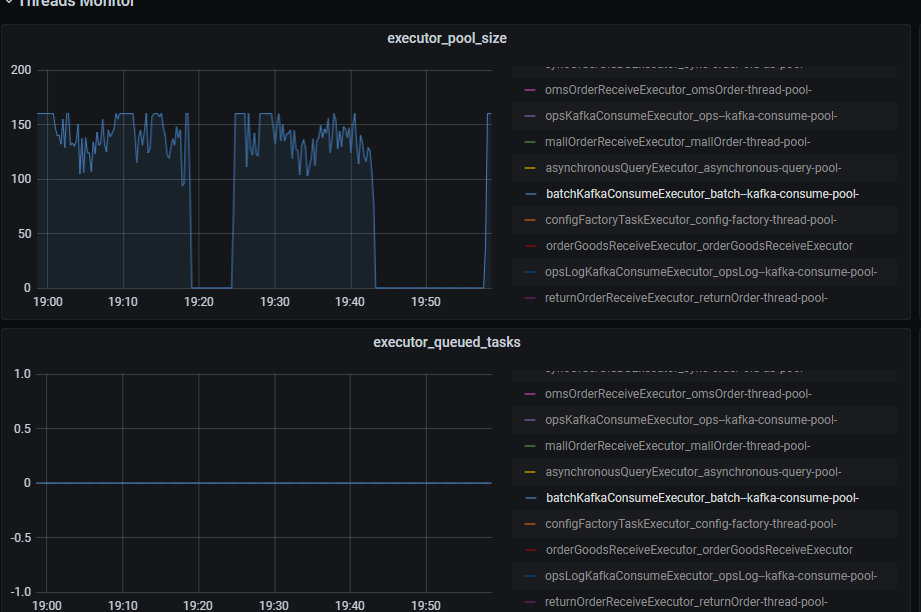 Threads Monitor
executor_pool_size
200
150
100
50
0
19:00
19:10
19:20
19:30
19:40
19:50
omsOrderReceiveExecutor_omsOrder-thread-pool-
opsKafkaConsumeExecutor_ops--kafka-consume-pool-
mallOrderReceiveExecutor_mallOrder-thread-pool-
asynchronousQueryExecutor_asynchronous-query-pool-
batchKafkaConsumeExecutor_batch--kafka-consume-pool-
configFactoryTaskExecutor_config-factory-thread-pool-
orderGoodsReceiveExecutor_orderGoodsReceiveExecutor
opsLogKafkaConsumeExecutor_opsLog--kafka-consume-pool-
returnOrderReceiveExecutor_returnOrder-thread-pool-
executor_queued_tasks
1.0
0.5
0
-0.5
-1.0
19:00
19:10
19:20
19:30
19:40
19:50
omsOrderReceiveExecutor_omsOrder-thread-pool-
opsKafkaConsumeExecutor_ops--kafka-consume-pool-
mallOrderReceiveExecutor_mallOrder-thread-pool-
asynchronousQueryExecutor_asynchronous-query-pool-
batchKafkaConsumeExecutor_batch--kafka-consume-pool-
configFactoryTaskExecutor_config-factory-thread-pool-
orderGoodsReceiveExecutor_orderGoodsReceiveExecutor
opsLogKafkaConsumeExecutor_opsLog--kafka-consume-pool-
returnOrderReceiveExecutor_returnOrder-thread-pool-